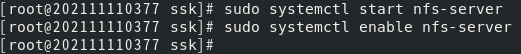 [root@202111110377 ssk]# sudo systemctl start nfs-server
[root@202111110377 ssk]# sudo systemctl enable nfs-server
[root@202111110377 ssk]#